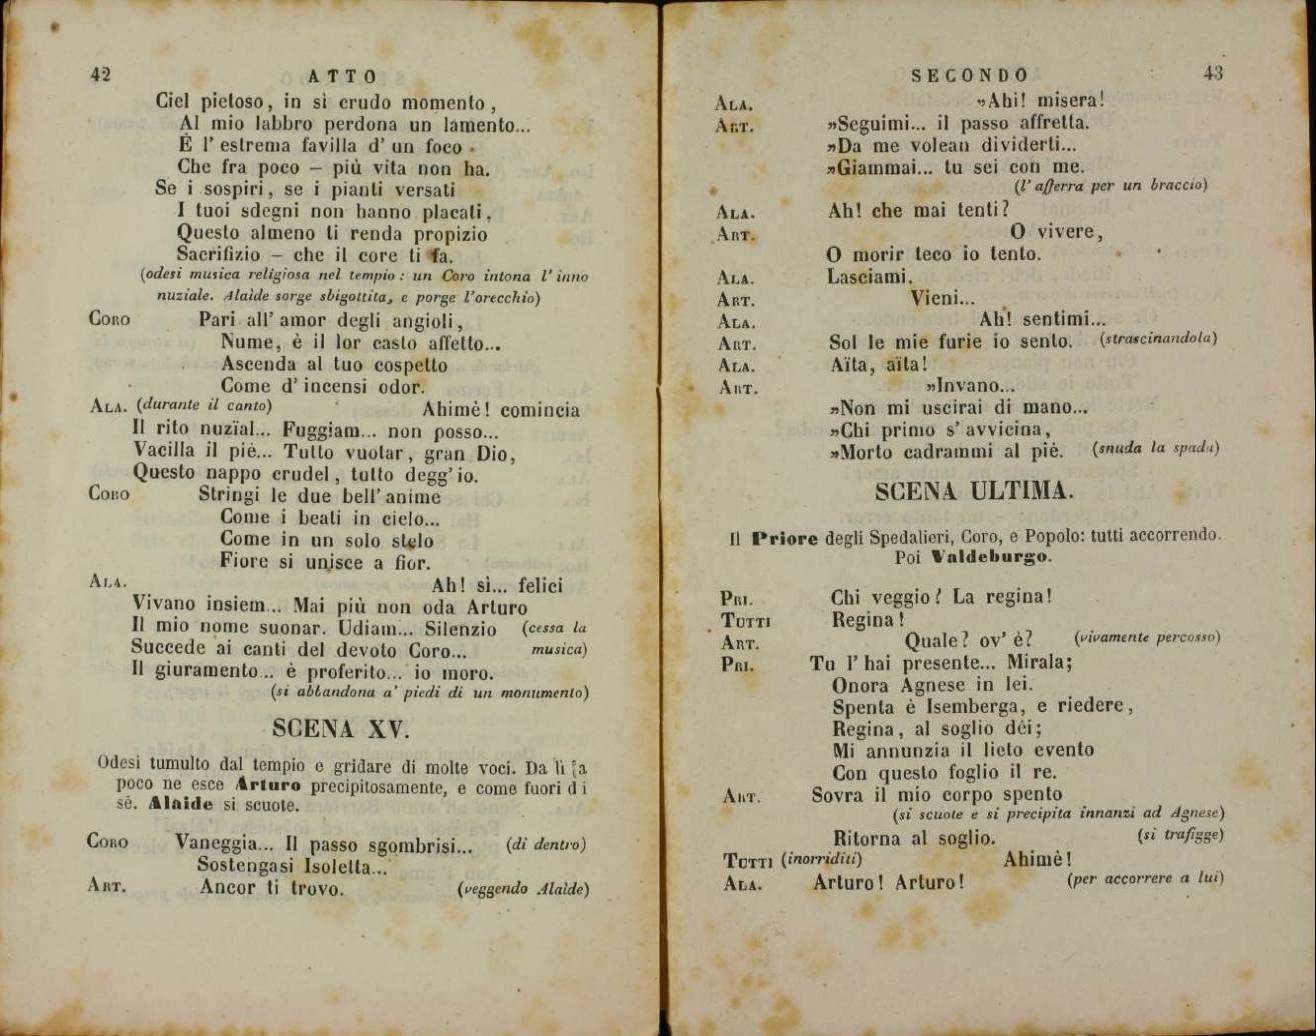 42 ATTO
Ciel pietoso, in sì crudo momento,
Al mio labbro perdona un lamento...
È l' estrema favilla d' un foco
Che fra poco – più vita non ha.
Se i sospiri, se i pianti versati
I tuoi sdegni non hanno placati,
Questo almeno ti renda propizio
Sacrifizio – che il core ti fa.
(odesi musica religiosa nel tempio: un Coro intona l' inno
nuziale. Alaìde sorge sbigottita, e porge l'orecchio)
CORO Pari all' amor degli angioli,
Nume, è il lor casto affetto...
Ascenda al tuo cospetto
Come d' incensi odor.
ALA. (durante il canto) Ahimè! comincia
Il rito nuzïal... Fuggiam... non posso...
Vacilla il piè... Tutto vuotar, gran Dio,
Questo nappo crudel, tutto degg' io.
CORO Stringi le due bell' anime
Come i beati in cielo...
Come in un solo stelo
Fiore si unisce a fior.
ALA. Ah! sì... felici
Vivano insiem... Mai più non oda Arturo
Il mio nome suonar. Udiam... Silenzio (cessa la
Succede ai canti del devoto Coro... musica)
Il giuramento... è proferito... io moro.
(si abbandona a' piedi di un monumento)
SCENA XV.
Odesi tumulto dal tempio e gridare di molte voci. Da lì a
poco ne esce Arturo precipitosamente, e come fuori di
sè. Alaide si scuote.
CORO Vaneggia... Il passo sgombrisi... (di dentro)
Sostengasi Isoletta...
ART. Ancor ti trovo. (veggendo Alaìde)
SECONDO 43
ALA. »Ahi! misera!
ART. »Seguimi... il passo affretta.
»Da me volean dividerti...
»Giammai... tu sei con me.
(l' afferra per un braccio)
ALA. Ah! che mai tenti?
ART. O vivere,
O morir teco io tento.
ALA. Lasciami.
ART. Vieni...
ALA. Ah! sentimi...
ART. Sol le mie furie io sento. (strascinandola)
ALA. Aïta, aïta!
ART. »Invano...
»Non mi uscirai di mano...
»Chi primo s' avvicina,
»Morto cadrammi al piè. (snuda la spada)
SCENA ULTIMA.
Il Priore degli Spedalieri, Coro, e Popolo: tutti accorrendo.
Poi Valdeburgo.
PRI. Chi veggio? La regina!
TUTTI Regina!
ART. Quale? ov' è? (vivamente percosso)
PRI. Tu l' hai presente... Mirala;
Onora Agnese in lei.
Spenta è Isemberga, e riedere,
Regina, al soglio dêi;
Mi annunzia il lieto evento
Con questo foglio il re.
ART. Sovra il mio corpo spento
(si scuote e si precipita innanzi ad Agnese)
Ritorna al soglio. (si trafigge)
TUTTI (inorriditi) Ahimè!
ALA. Arturo! Arturo! (per accorrere a lui)